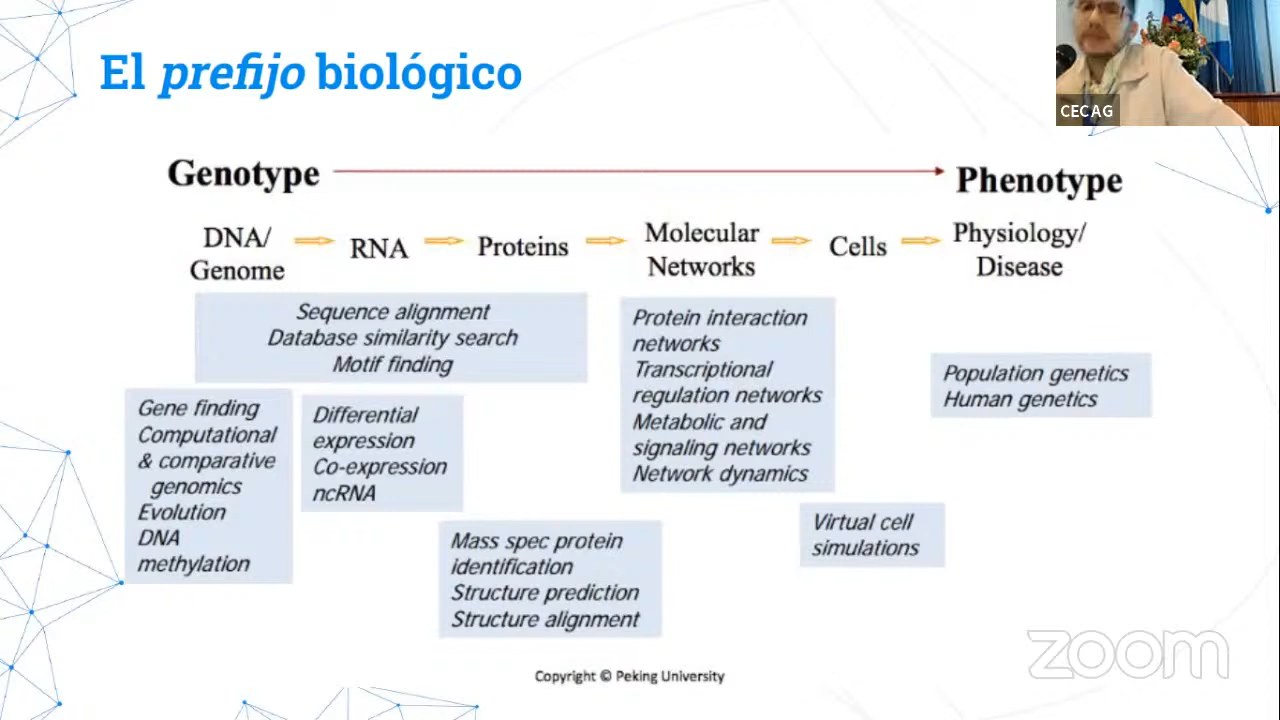 El prefijo biológico
CECAG
Genotype
Phenotype
DNA/
Genome
RNA
Proteins
Molecular
Networks
Cells
Physiology/
Disease
Sequence alignment
Database similarity search
Motif finding
Gene finding
Computational
& comparative
genomics
Evolution
DNA
methylation
Differential
expression
Co-expression
ncRNA
Mass spec protein
identification
Structure prediction
Structure alignment
Protein interaction
networks
Transcriptional
regulation networks
Metabolic and
signaling networks
Network dynamics
Virtual cell
simulations
Population genetics
Human genetics
zoom
Copyright © Peking University